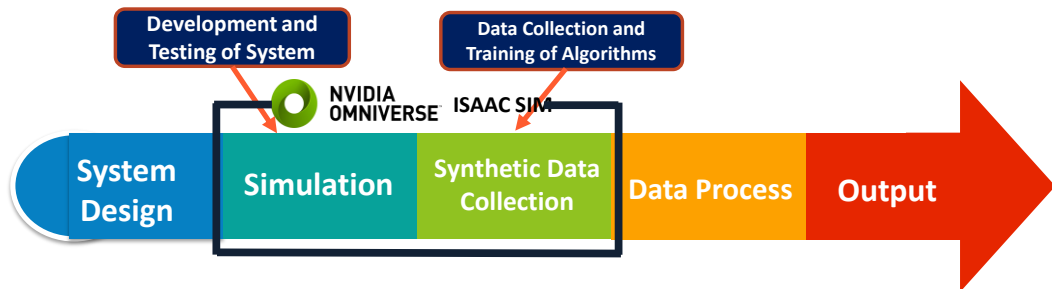 Development and
Testing of System
Data Collection and
Training of Algorithms
NVIDIA
OMNIVERSE
ISAAC SIM
System
Design
Simulation
Synthetic Data
Collection
Data Process
Output